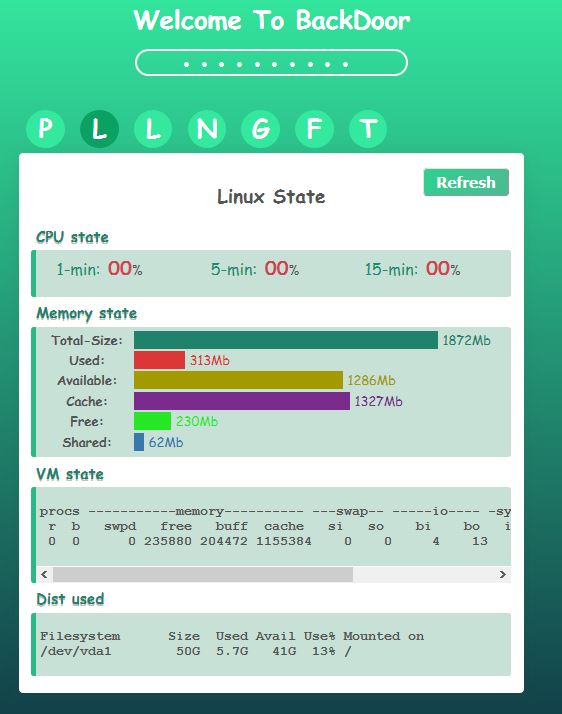 Welcome To BackDoor
• • • • • • • • • •
P L L N G F T
Refresh
Linux State
CPU state
1-min: 00% 5-min: 00% 15-min: 00%
Memory state
Total-Size: 1872Mb
Used: 313Mb
Available: 1286Mb
Cache: 1327Mb
Free: 230Mb
Shared: 62Mb
VM state
procs -----------memory---------- ---swap-- -----io---- -sy
r b swpd free buff cache si so bi bo i
0 0 0 235880 204472 1155384 0 0 4 13
Dist used
Filesystem Size Used Avail Use% Mounted on
/dev/vda1 50G 5.7G 41G 13% /